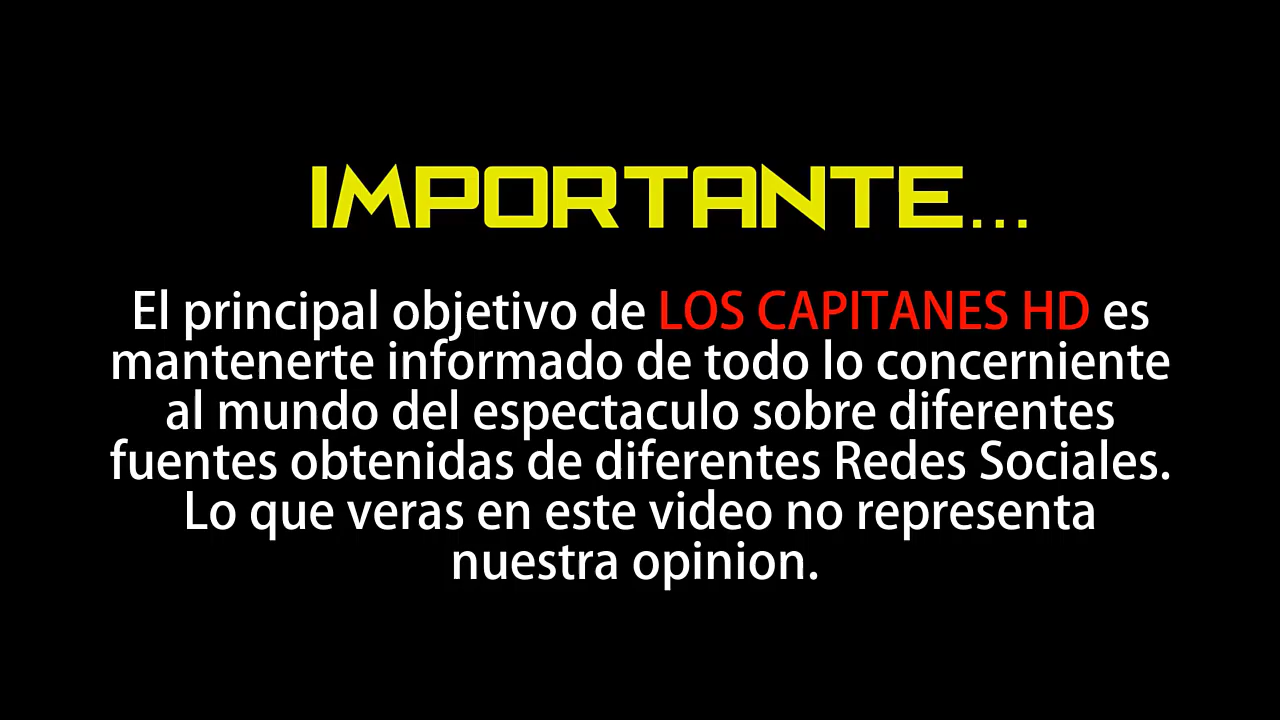 IMPORTANTE...
El principal objetivo de LOS CAPITANES HD es
mantenerte informado de todo lo concerniente
al mundo del espectaculo sobre diferentes
fuentes obtenidas de diferentes Redes Sociales.
Lo que veras en este video no representa
nuestra opinion.